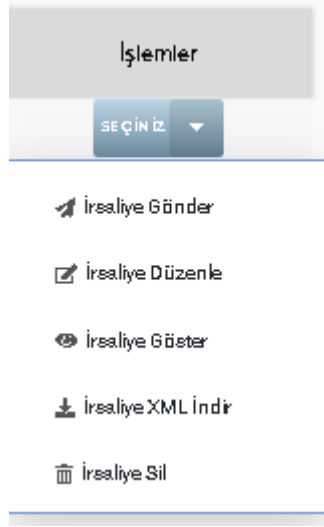 İşlemler
SEÇİNİZ
İrsaliye Gönder
İrsaliye Düzenle
İrsaliye Göster
İrsaliye XML İndir
İrsaliye Sil